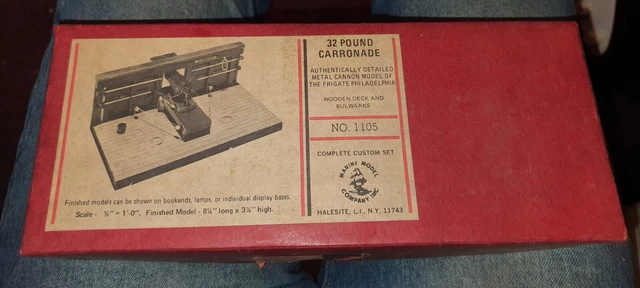 32 POUND
CARRONADE
AUTHENTICALLY DETAILED
METAL CANNON MODEL OF
THE FRIGATE PHILADELPHIA
WOODEN DECK AND
BULWARKS
NO. 1105
COMPLETE CUSTOM SET
MARINE MODEL
COMPANY INC.
HALESITE, L.I., N.Y. 11743
Finished models can be shown on bookends, lamps, or individual display bases.
Scale - ½" = 1'-0". Finished Model - 8¼" long x 3¼" high.